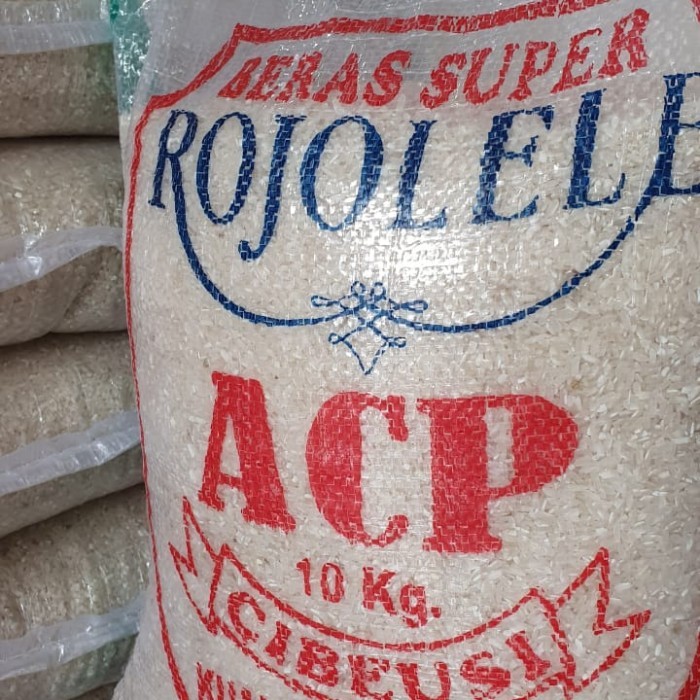 BERAS SUPER
ROJOLELE
ACP
10 Kg.
CIBEUSI